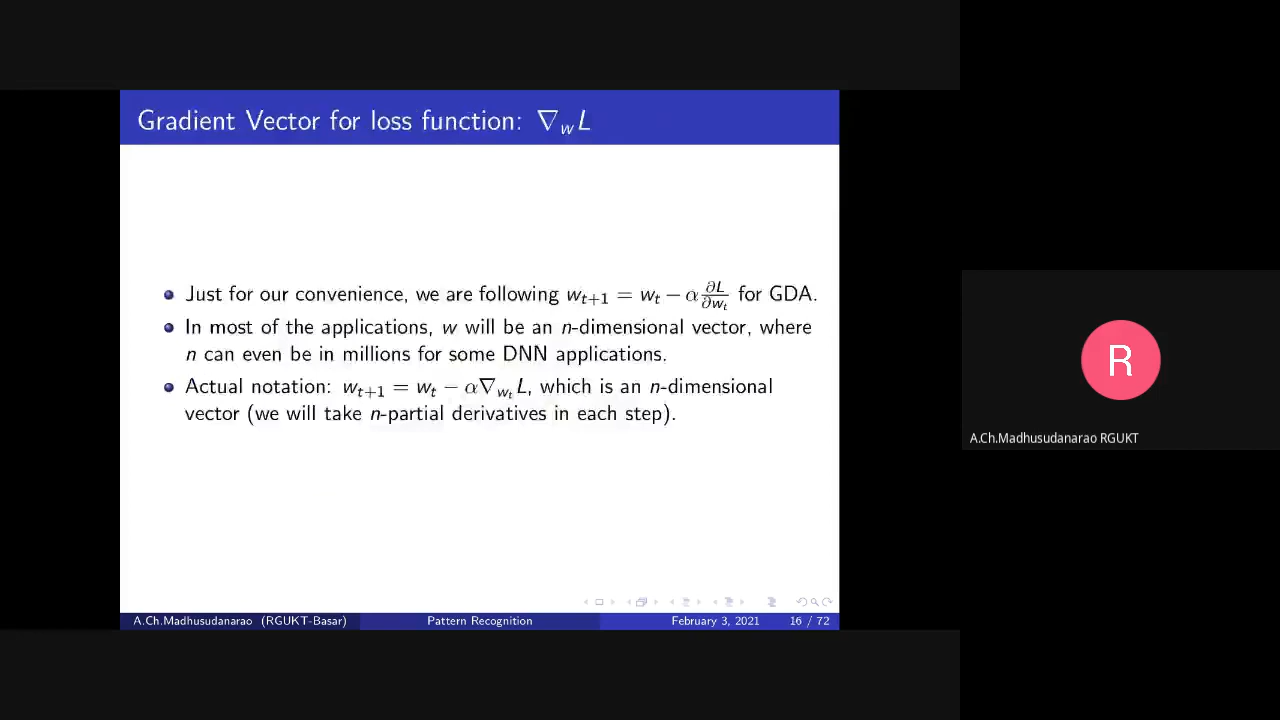 Gradient Vector for loss function: ∇_w L
Just for our convenience, we are following w_{t+1} = w_t − α ∂L/∂w_t for GDA.
In most of the applications, w will be an n-dimensional vector, where
n can even be in millions for some DNN applications.
Actual notation: w_{t+1} = w_t − α∇_{w_t} L, which is an n-dimensional
vector (we will take n-partial derivatives in each step).
A.Ch.Madhusudanarao (RGUKT-Basar) Pattern Recognition February 3, 2021 16 / 72
R
A.Ch.Madhusudanarao RGUKT